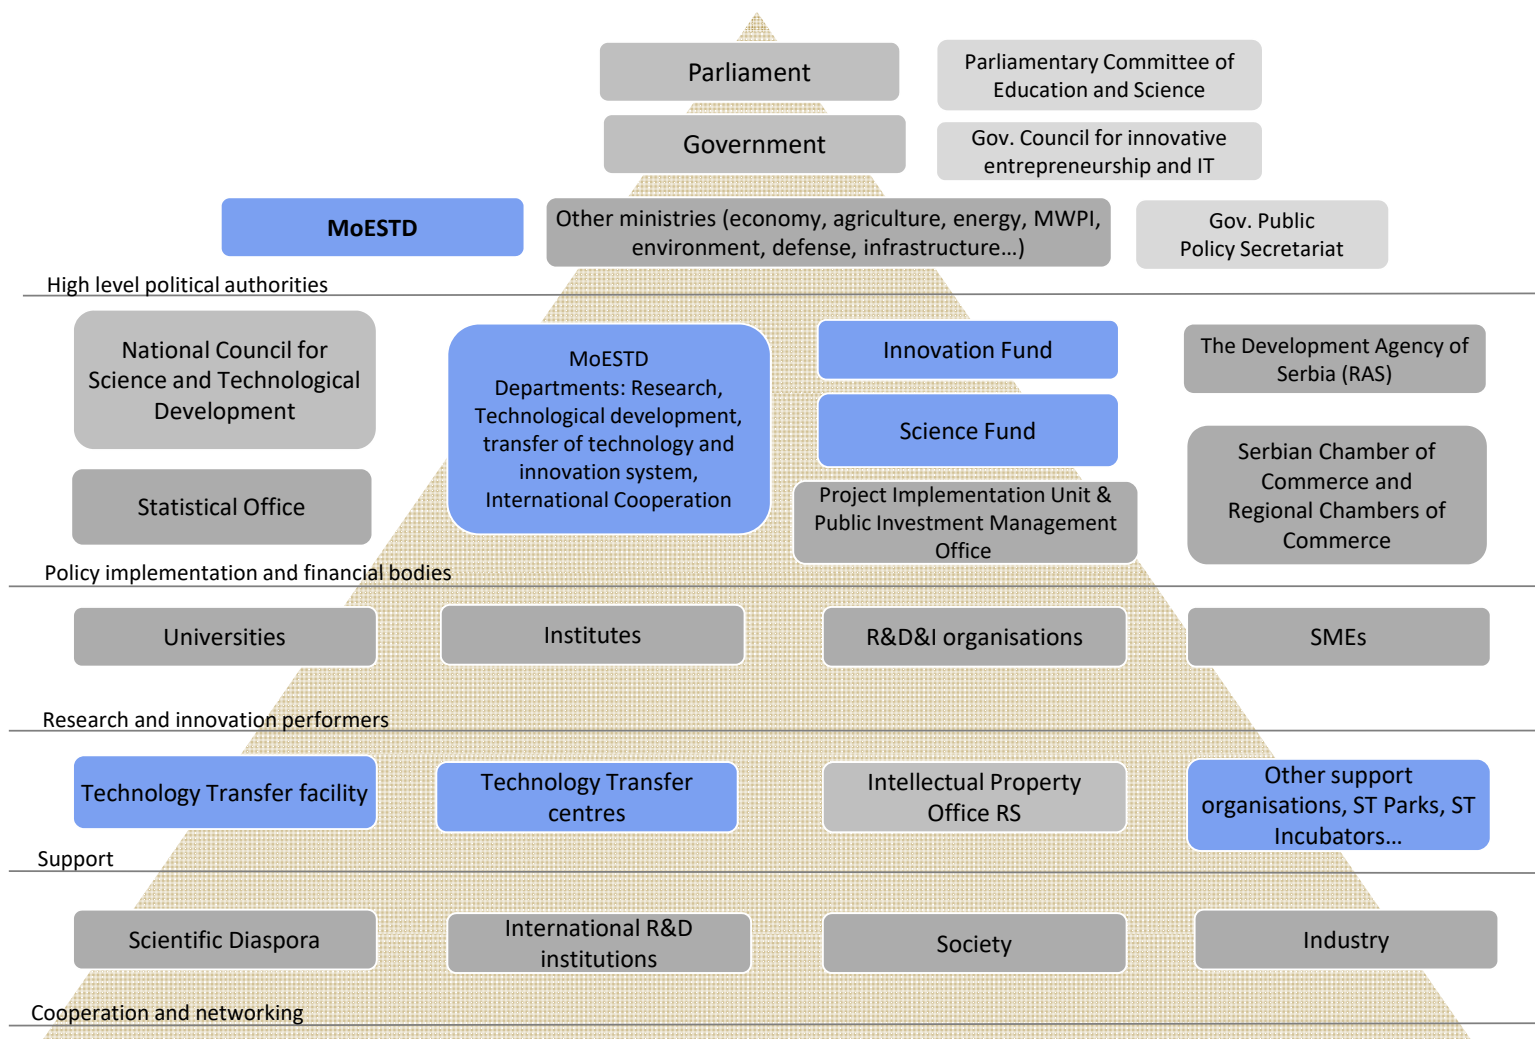 Parliament
Parliamentary Committee of
Education and Science
Government
Gov. Council for innovative
entrepreneurship and IT
MoESTD
Other ministries (economy, agriculture, energy, MWPI,
environment, defense, infrastructure...)
Gov. Public
Policy Secretariat
High level political authorities
National Council for
Science and Technological
Development
MoESTD
Departments: Research,
Technological development,
transfer of technology and
innovation system,
International Cooperation
Innovation Fund
The Development Agency of
Serbia (RAS)
Science Fund
Statistical Office
Project Implementation Unit &
Public Investment Management
Office
Serbian Chamber of
Commerce and
Regional Chambers of
Commerce
Policy implementation and financial bodies
Universities
Institutes
R&D&I organisations
SMEs
Research and innovation performers
Technology Transfer facility
Technology Transfer
centres
Intellectual Property
Office RS
Other support
organisations, ST Parks, ST
Incubators...
Support
Scientific Diaspora
International R&D
institutions
Society
Industry
Cooperation and networking